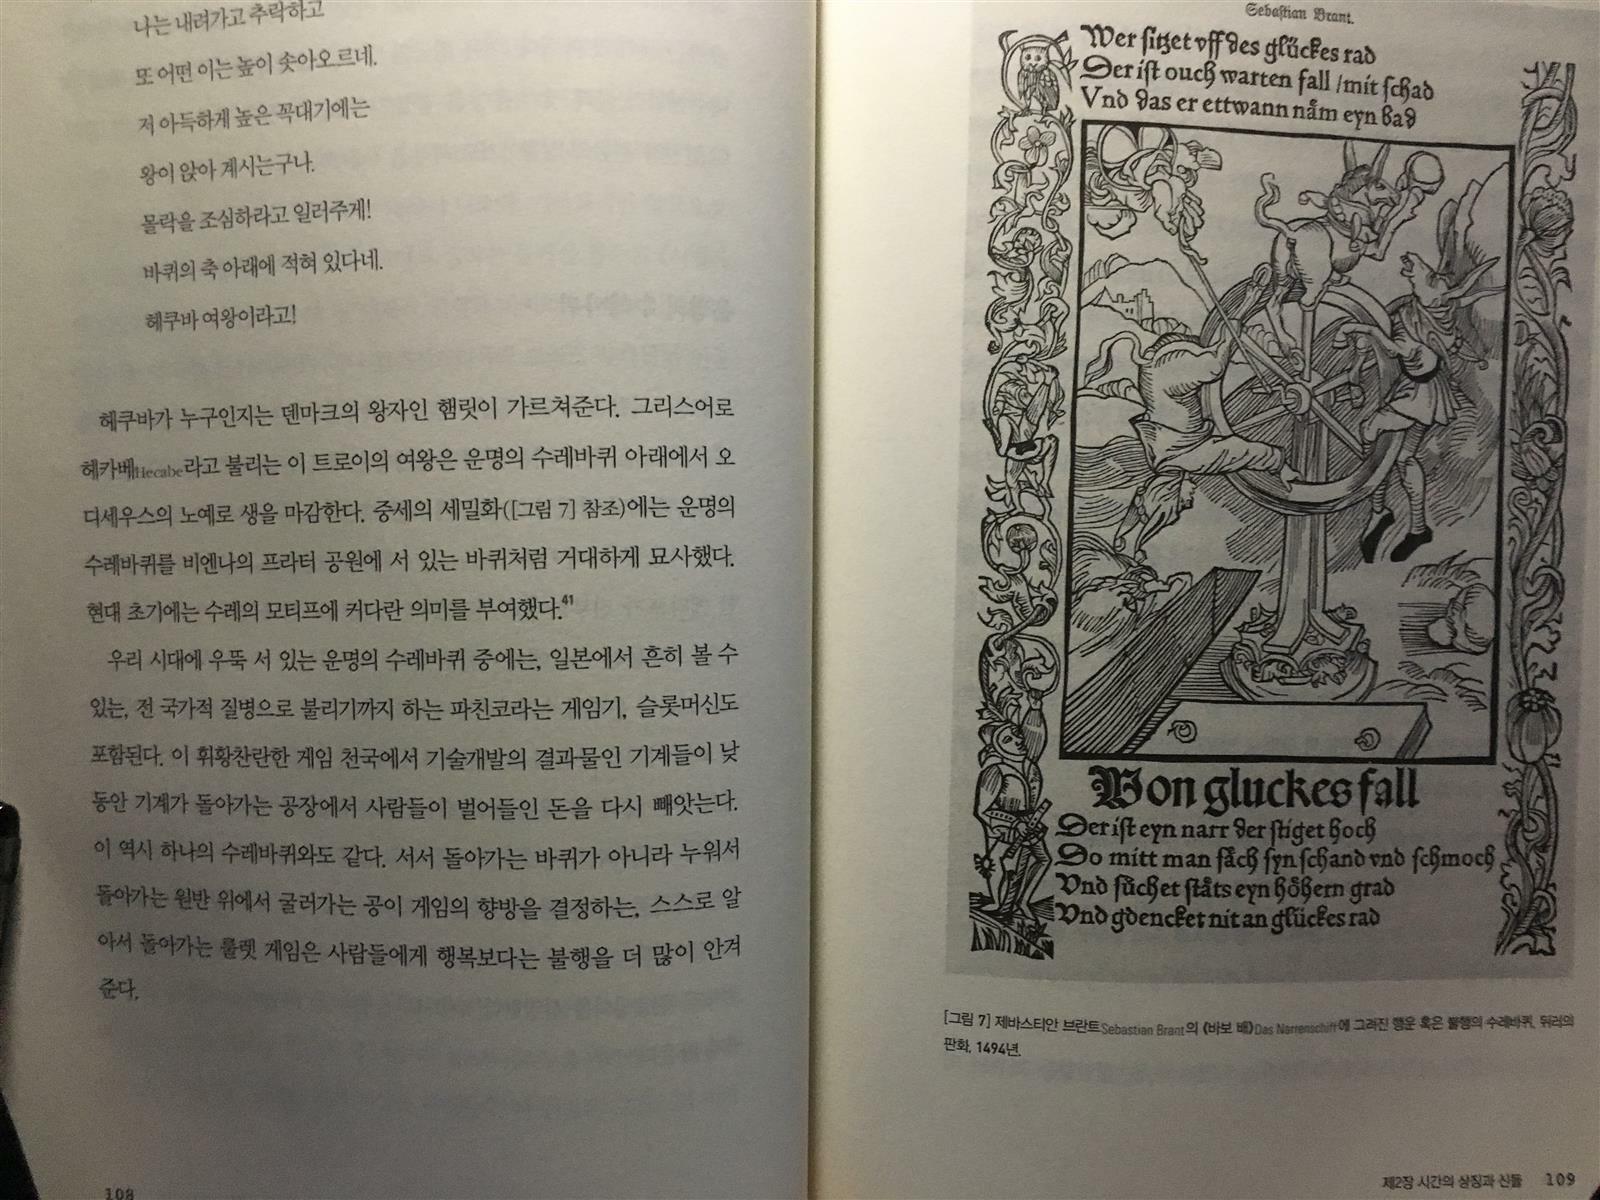 나는 내려가고 추락하고
또 어떤 이는 높이 솟아오르네.
저 아득하게 높은 꼭대기에는
왕이 앉아 계시는구나.
몰락을 조심하라고 일러주게!
바퀴의 축 아래에 적혀 있다네.
헤쿠바 여왕이라고!
헤쿠바가 누구인지는 덴마크의 왕자인 햄릿이 가르쳐준다. 그리스어로
헤카베Hecabe라고 불리는 이 트로이의 여왕은 운명의 수레바퀴 아래에서 오
디세우스의 노예로 생을 마감한다. 중세의 세밀화([그림 7] 참조)에는 운명의
수레바퀴를 비엔나의 프라터 공원에 서 있는 바퀴처럼 거대하게 묘사했다.
현대 초기에는 수레의 모티프에 커다란 의미를 부여했다.41
우리 시대에 우뚝 서 있는 운명의 수레바퀴 중에는, 일본에서 흔히 볼 수
있는, 전 국가적 질병으로 불리기까지 하는 파친코라는 게임기, 슬롯머신도
포함된다. 이 휘황찬란한 게임 천국에서 기술개발의 결과물인 기계들이 낮
동안 기계가 돌아가는 공장에서 사람들이 벌어들인 돈을 다시 빼앗는다.
이 역시 하나의 수레바퀴와도 같다. 서서 돌아가는 바퀴가 아니라 누워서
돌아가는 원반 위에서 굴러가는 공이 게임의 향방을 결정하는, 스스로 알
아서 돌아가는 룰렛 게임은 사람들에게 행복보다는 불행을 더 많이 안겨
준다.
108
Sebastian Brant.
Wer sitzet vff des glückes rad
Der ist ouch warten fall / mit schad
Vnd das er ettwann nåm eyn bad
Von gluckes fall
Der ist eyn narr der stiget hoch
Do mitt man såch syn schand vnd schmoch
Vnd sůchet ståts eyn höhern grad
Vnd gdencket nit an glückes rad
[그림 7] 제바스티안 브란트Sebastian Brant의 《바보 배》Das Narrenschiff에 그려진 행운 혹은 불행의 수레바퀴. 뒤러의
판화, 1494년.
제2장 시간의 상징과 신들 109